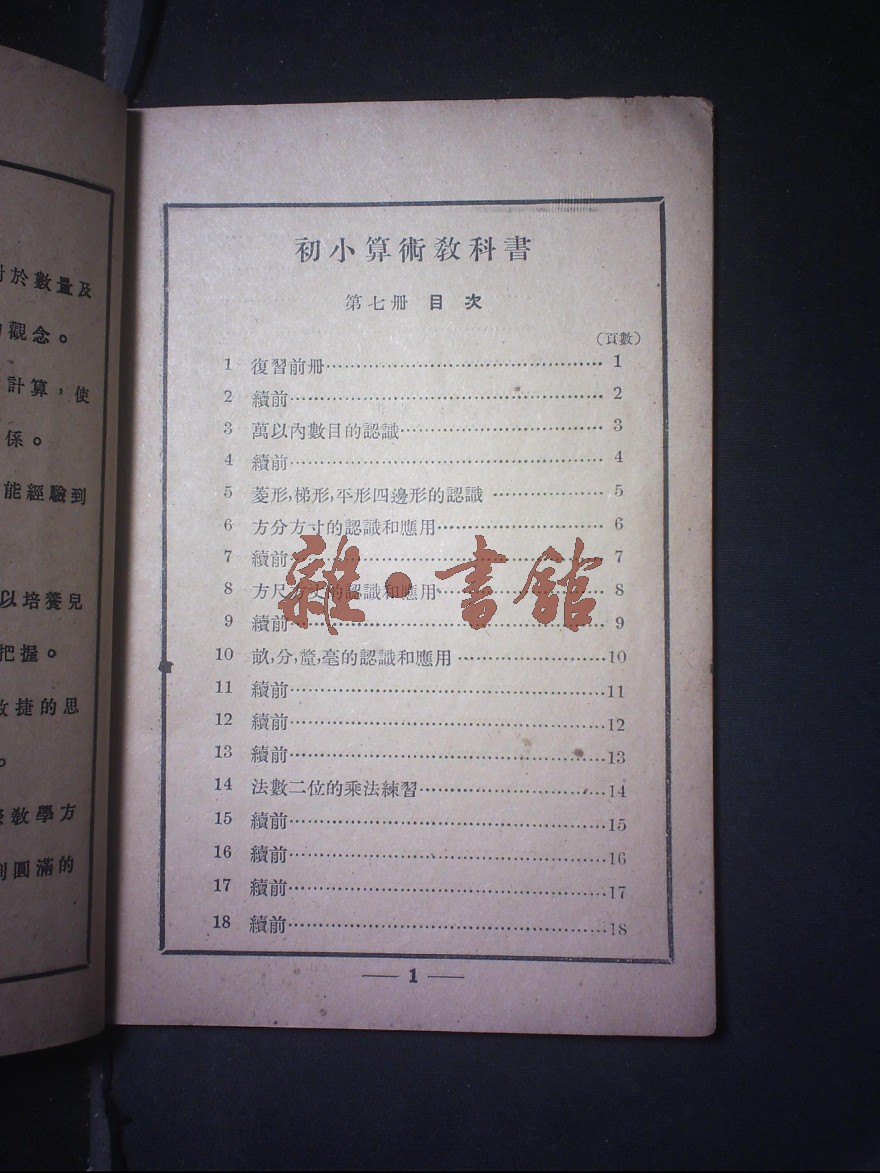 對於數量及
觀念。
計算，使
係。
能經驗到
以培養兒
把握。
捷的思
。
教學方
圓滿的
初小算術教科書
第七冊 目次
（頁數）
1 復習前冊……………………………………… 1
2 續前……………………………………… 2
3 萬以內數目的認識……………………………………… 3
4 續前……………………………………… 4
5 菱形，梯形，平形四邊形的認識 ……………… 5
6 方分方寸的認識和應用……………………… 6
7 續前……………………………………… 7
8 方尺方丈的認識和應用……………………… 8
9 續前……………………………………… 9
10 畝，分，釐，毫的認識和應用……………………10
11 續前………………………………………11
12 續前………………………………………12
13 續前………………………………………13
14 法數二位的乘法練習…………………………14
15 續前………………………………………15
16 續前………………………………………16
17 續前………………………………………17
18 續前………………………………………18
— 1 —
雜·書館